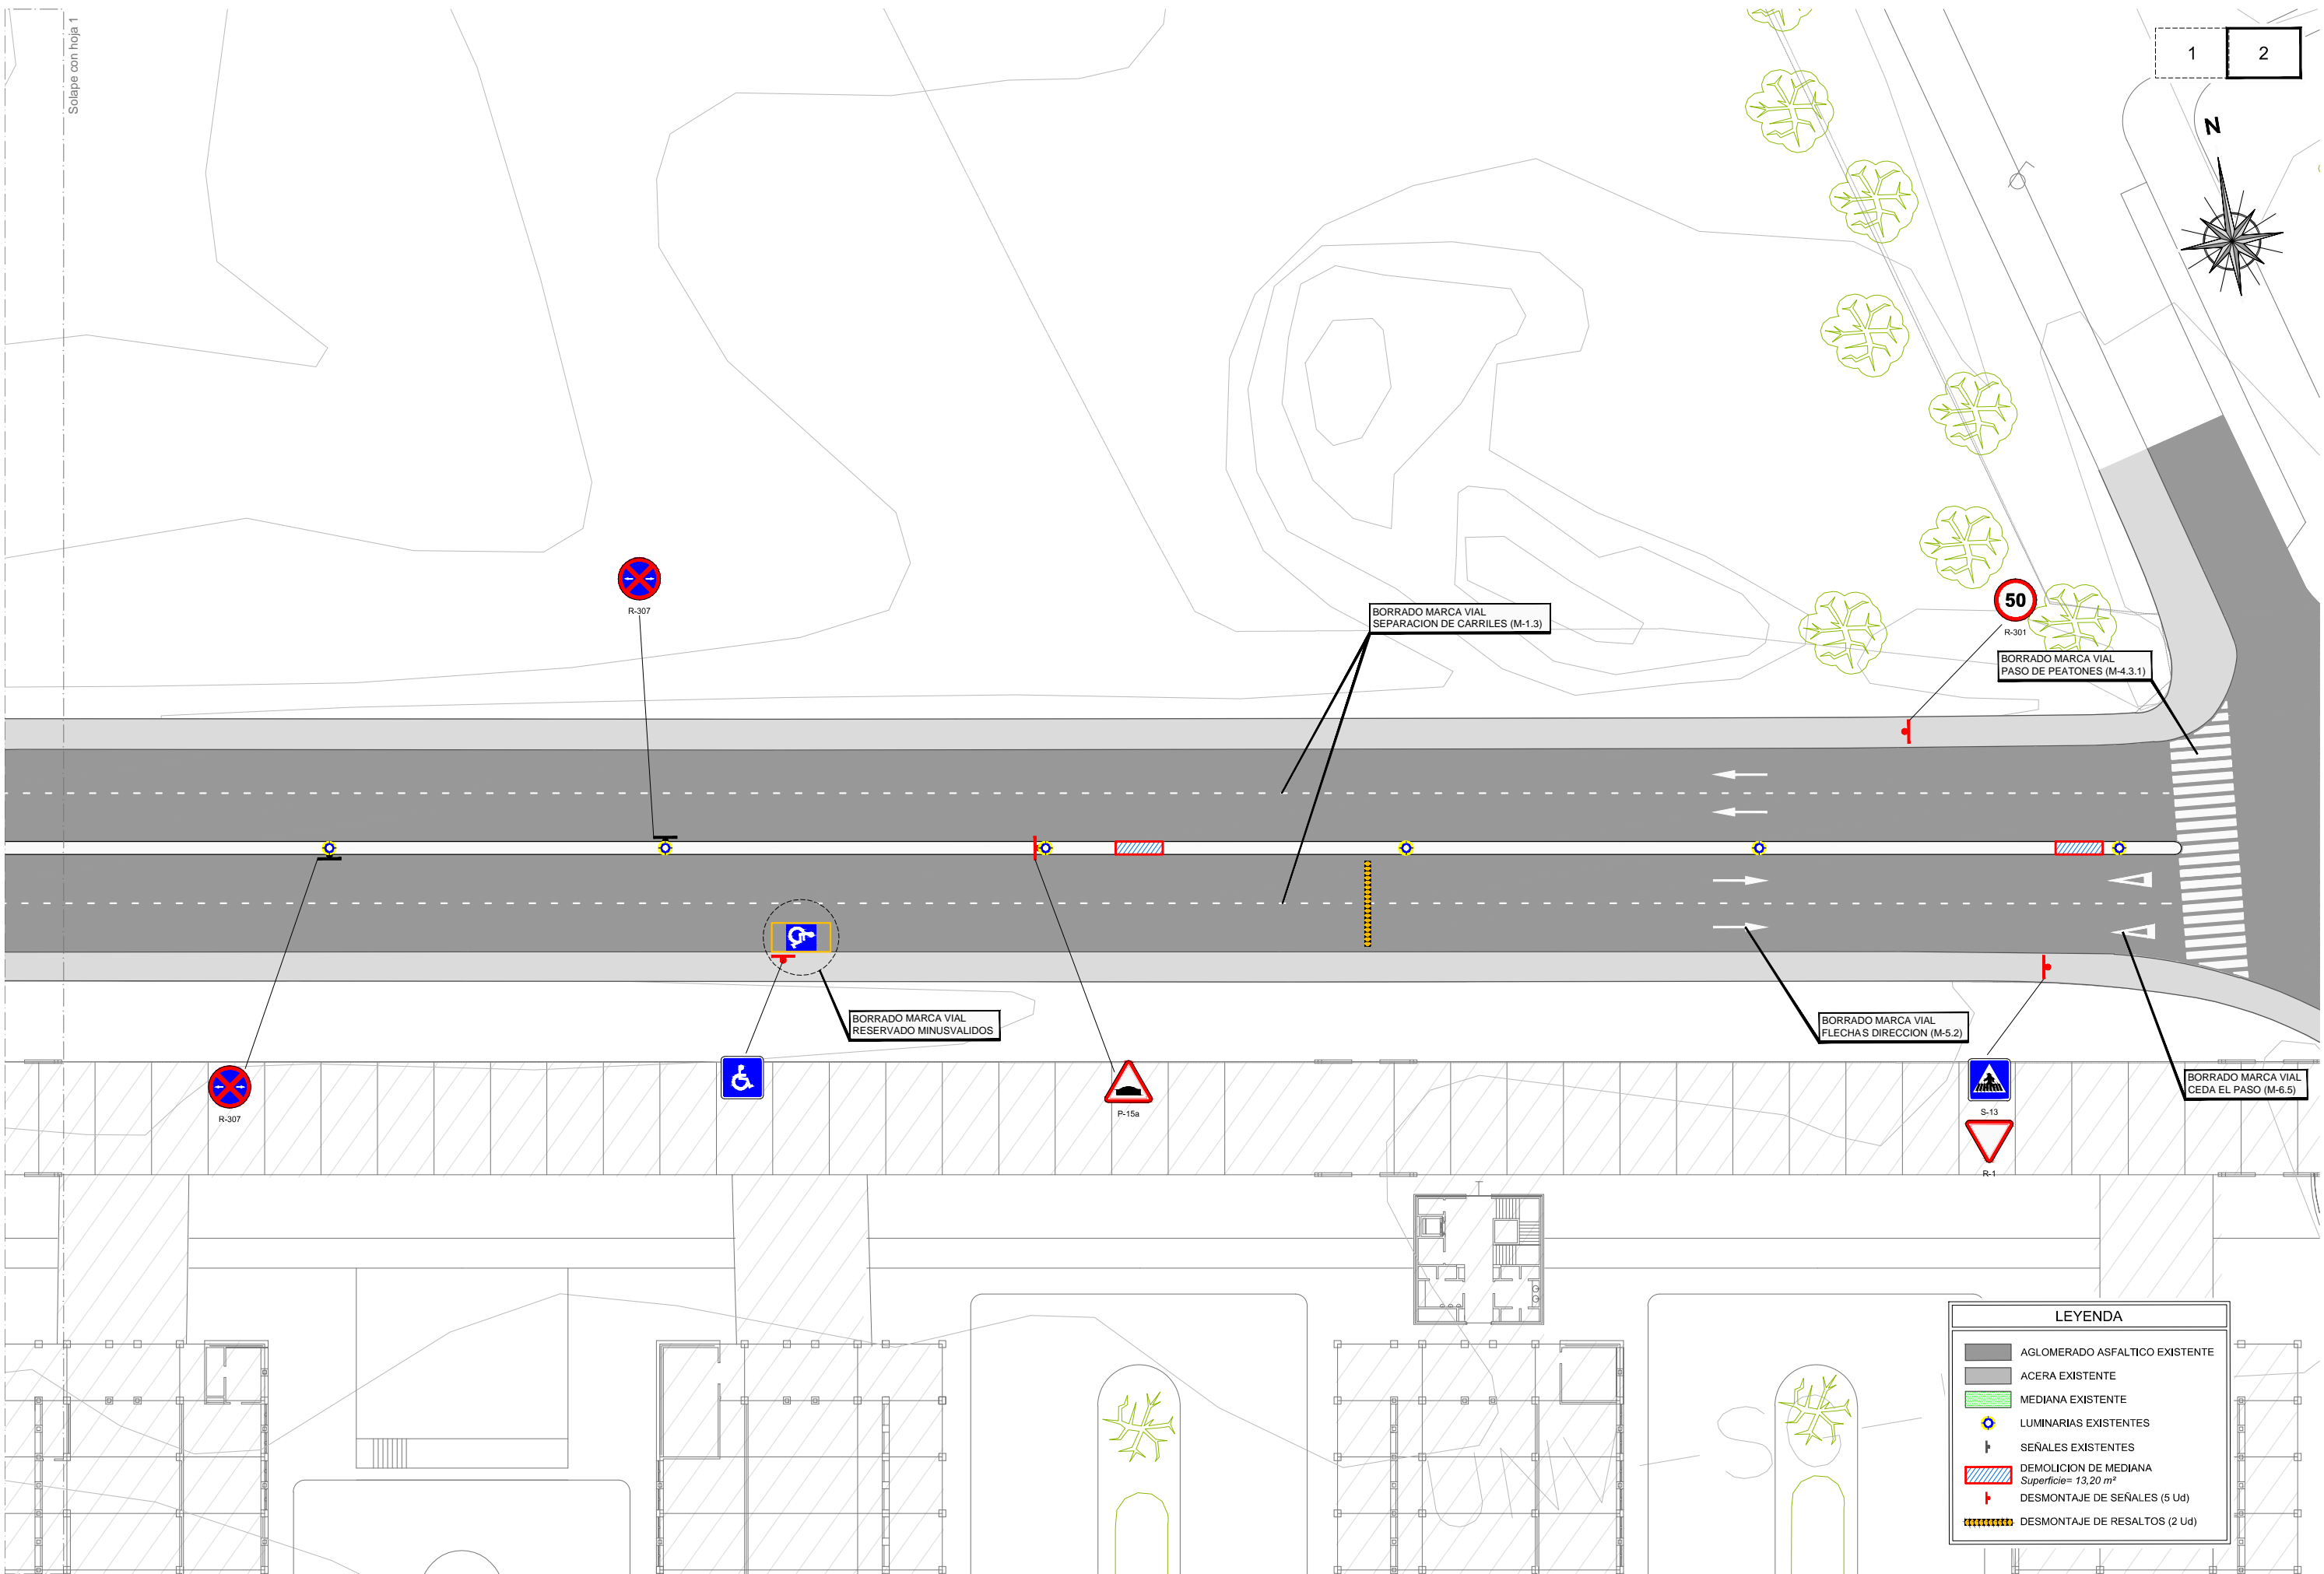 Solape con hoja 1
1
2
N
R-307
BORRADO MARCA VIAL
SEPARACION DE CARRILES (M-1.3)
50
R-301
BORRADO MARCA VIAL
PASO DE PEATONES (M-4.3.1)
BORRADO MARCA VIAL
RESERVADO MINUSVALIDOS
BORRADO MARCA VIAL
FLECHAS DIRECCION (M-5.2)
BORRADO MARCA VIAL
CEDA EL PASO (M-6.5)
R-307
P-15a
S-13
R-1
LEYENDA
AGLOMERADO ASFALTICO EXISTENTE
ACERA EXISTENTE
MEDIANA EXISTENTE
LUMINARIAS EXISTENTES
SEÑALES EXISTENTES
DEMOLICION DE MEDIANA
Superficie= 13,20 m²
DESMONTAJE DE SEÑALES (5 Ud)
DESMONTAJE DE RESALTOS (2 Ud)